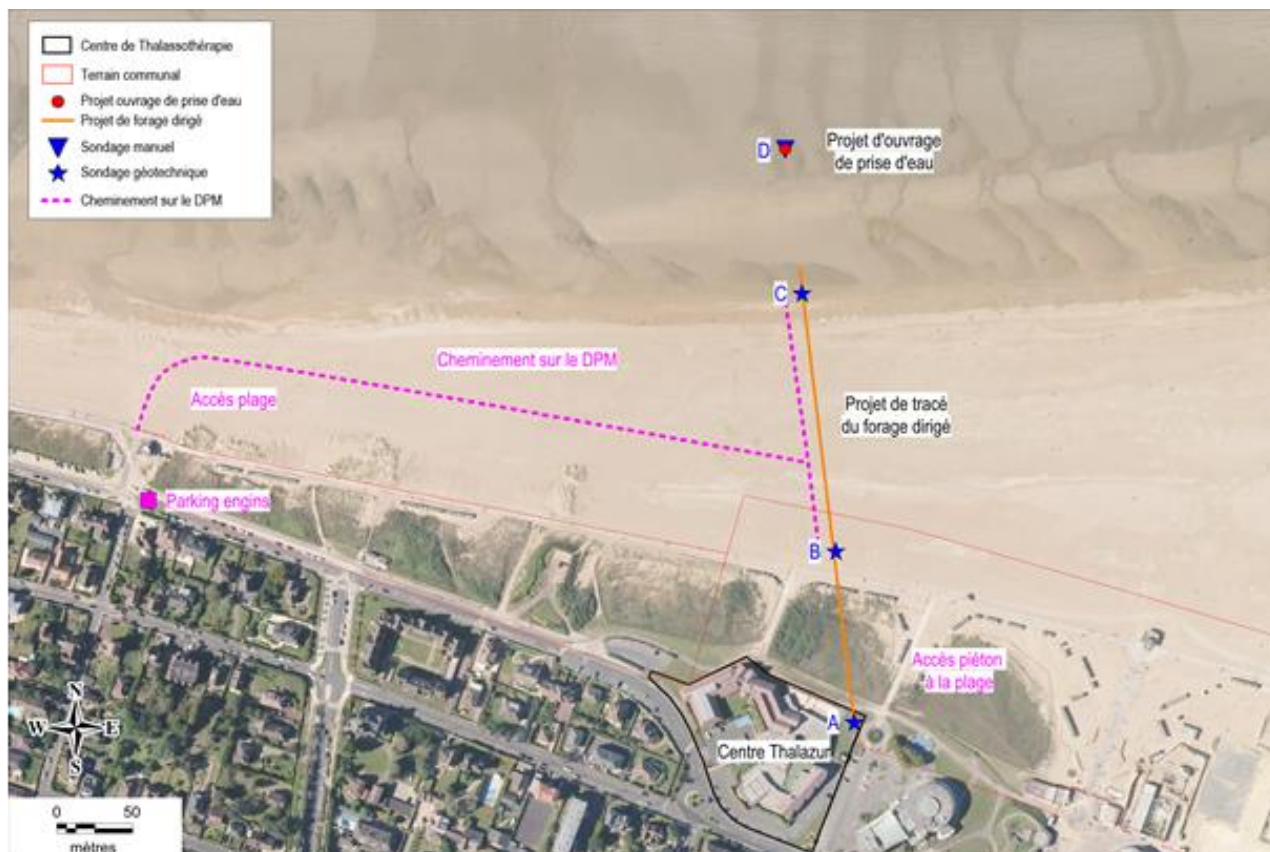 Centre de Thalassothérapie
Terrain communal
Projet ouvrage de prise d'eau
Projet de forage dirigé
Sondage manuel
Sondage géotechnique
Cheminement sur le DPM
D
Projet d'ouvrage
de prise d'eau
C
Cheminement sur le DPM
Accès plage
Projet de tracé
du forage dirigé
Parking engins
B
Accès piéton
à la plage
A
Centre Thalazur
N
W E
S
0 50
mètres